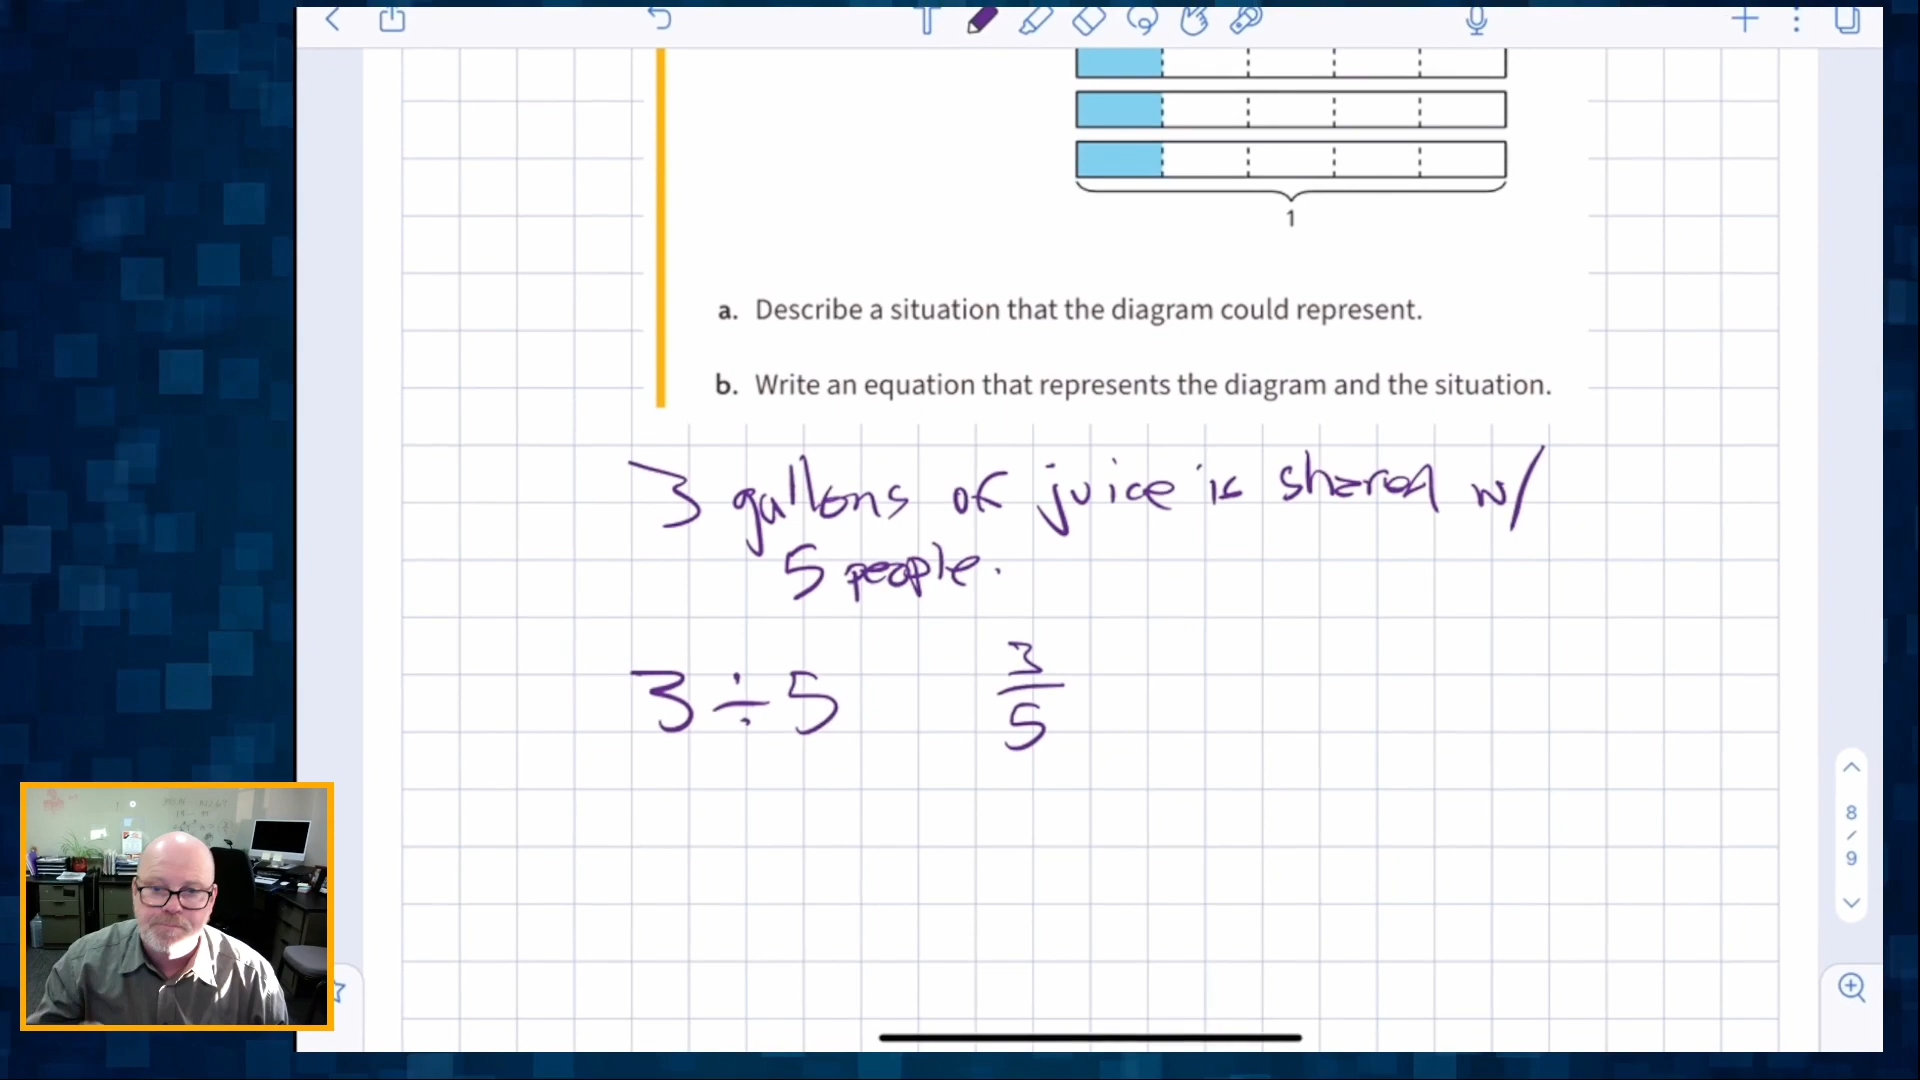 1
a. Describe a situation that the diagram could represent.
b. Write an equation that represents the diagram and the situation.
3 gallons of juice is shared w/
5 people.
3 ÷ 5
3
5
8
/
9